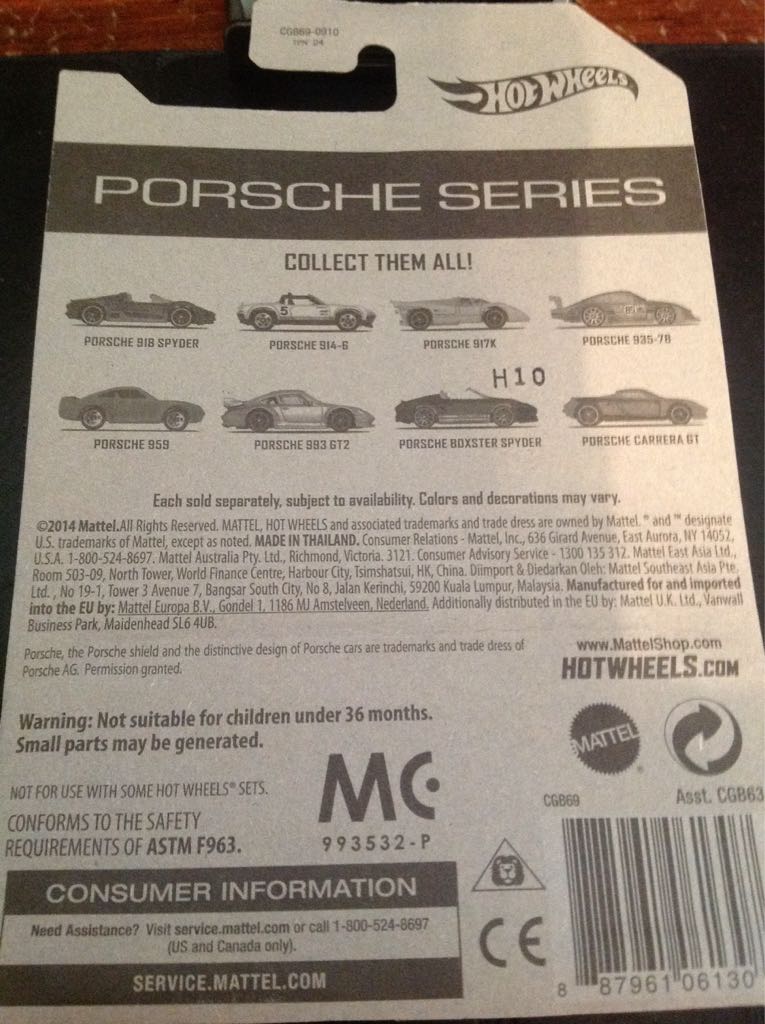 CGB69-0910
1PN D4
HOT WHEELS
PORSCHE SERIES
COLLECT THEM ALL!
5
PORSCHE 918 SPYDER
PORSCHE 914-6
PORSCHE 917K
PORSCHE 935-78
H10
PORSCHE 959
PORSCHE 993 GT2
PORSCHE BOXSTER SPYDER
PORSCHE CARRERA GT
Each sold separately, subject to availability. Colors and decorations may vary.
©2014 Mattel.All Rights Reserved. MATTEL, HOT WHEELS and associated trademarks and trade dress are owned by Mattel. ® and ™ designate
U.S. trademarks of Mattel, except as noted. MADE IN THAILAND. Consumer Relations - Mattel, Inc., 636 Girard Avenue, East Aurora, NY 14052,
U.S.A. 1-800-524-8697. Mattel Australia Pty. Ltd., Richmond, Victoria. 3121. Consumer Advisory Service - 1300 135 312. Mattel East Asia Ltd.,
Room 503-09, North Tower, World Finance Centre, Harbour City, Tsimshatsui, HK, China. Diimport & Diedarkan Oleh: Mattel Southeast Asia Pte.
Ltd., No 19-1, Tower 3 Avenue 7, Bangsar South City, No 8, Jalan Kerinchi, 59200 Kuala Lumpur, Malaysia. Manufactured for and imported
into the EU by: Mattel Europa B.V., Gondel 1, 1186 MJ Amstelveen, Nederland. Additionally distributed in the EU by: Mattel U.K. Ltd., Vanwall
Business Park, Maidenhead SL6 4UB.
Porsche, the Porsche shield and the distinctive design of Porsche cars are trademarks and trade dress of
Porsche AG. Permission granted.
www.MattelShop.com
HOTWHEELS.COM
Warning: Not suitable for children under 36 months.
Small parts may be generated.
MATTEL
NOT FOR USE WITH SOME HOT WHEELS® SETS.
CONFORMS TO THE SAFETY
REQUIREMENTS OF ASTM F963.
MC
993532-P
CGB69
Asst. CGB63
CONSUMER INFORMATION
Need Assistance? Visit service.mattel.com or call 1-800-524-8697
(US and Canada only).
SERVICE.MATTEL.COM
CE
8 87961 06130